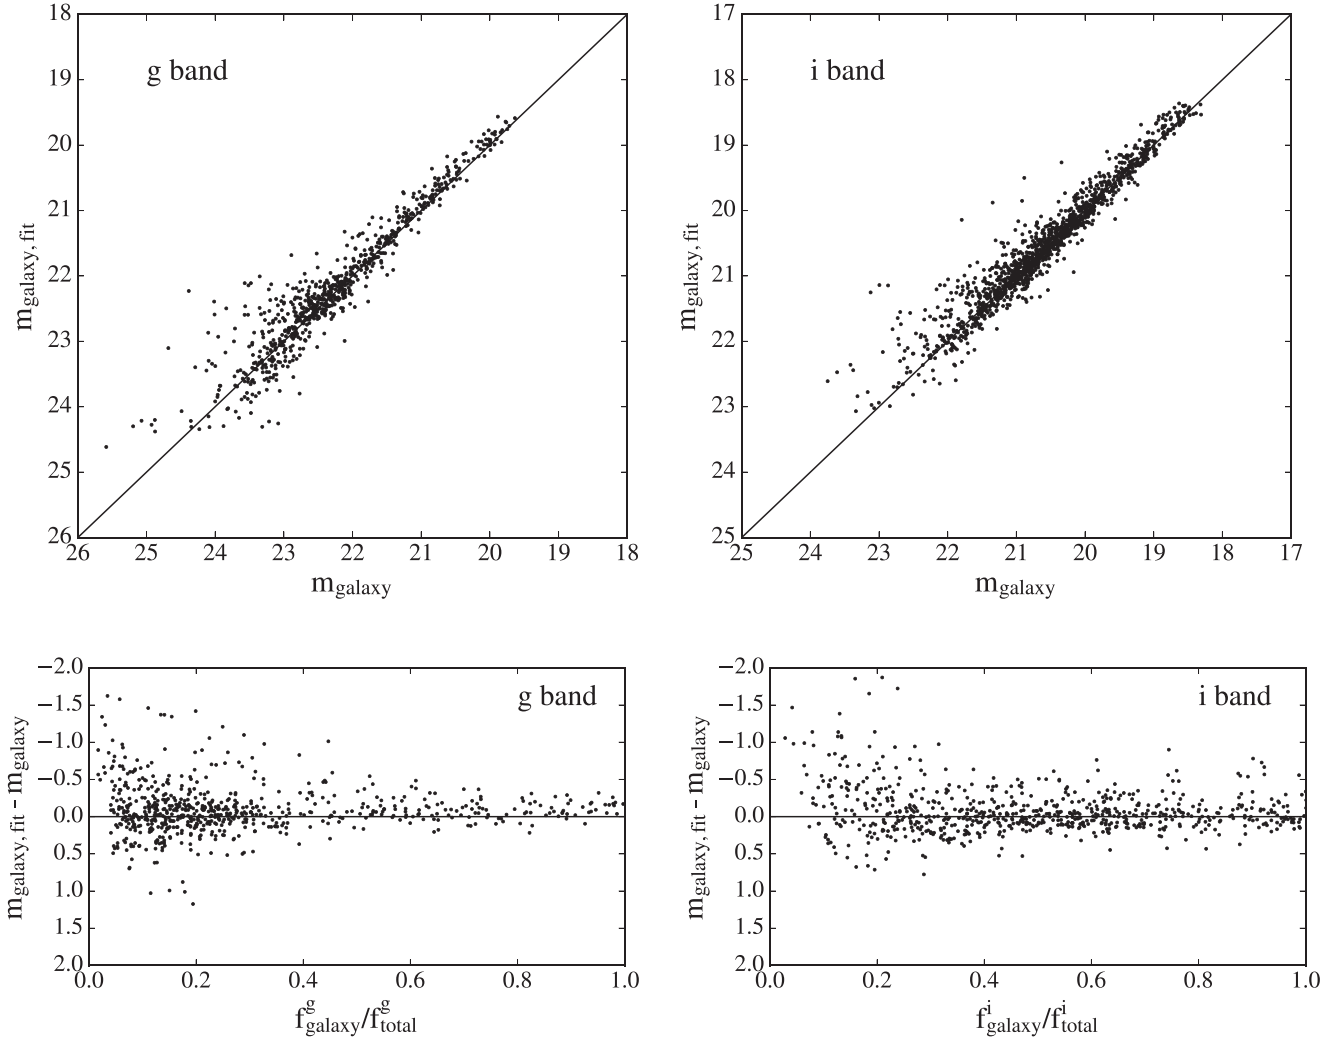 g band
18
19
20
21
22
23
24
25
26
m_galaxy, fit
26 25 24 23 22 21 20 19 18
m_galaxy
i band
17
18
19
20
21
22
23
24
25
m_galaxy, fit
25 24 23 22 21 20 19 18 17
m_galaxy
g band
−2.0
−1.5
−1.0
−0.5
0.0
0.5
1.0
1.5
2.0
m_galaxy, fit - m_galaxy
0.0 0.2 0.4 0.6 0.8 1.0
f^g_galaxy/f^g_total
i band
−2.0
−1.5
−1.0
−0.5
0.0
0.5
1.0
1.5
2.0
m_galaxy, fit - m_galaxy
0.0 0.2 0.4 0.6 0.8 1.0
f^i_galaxy/f^i_total